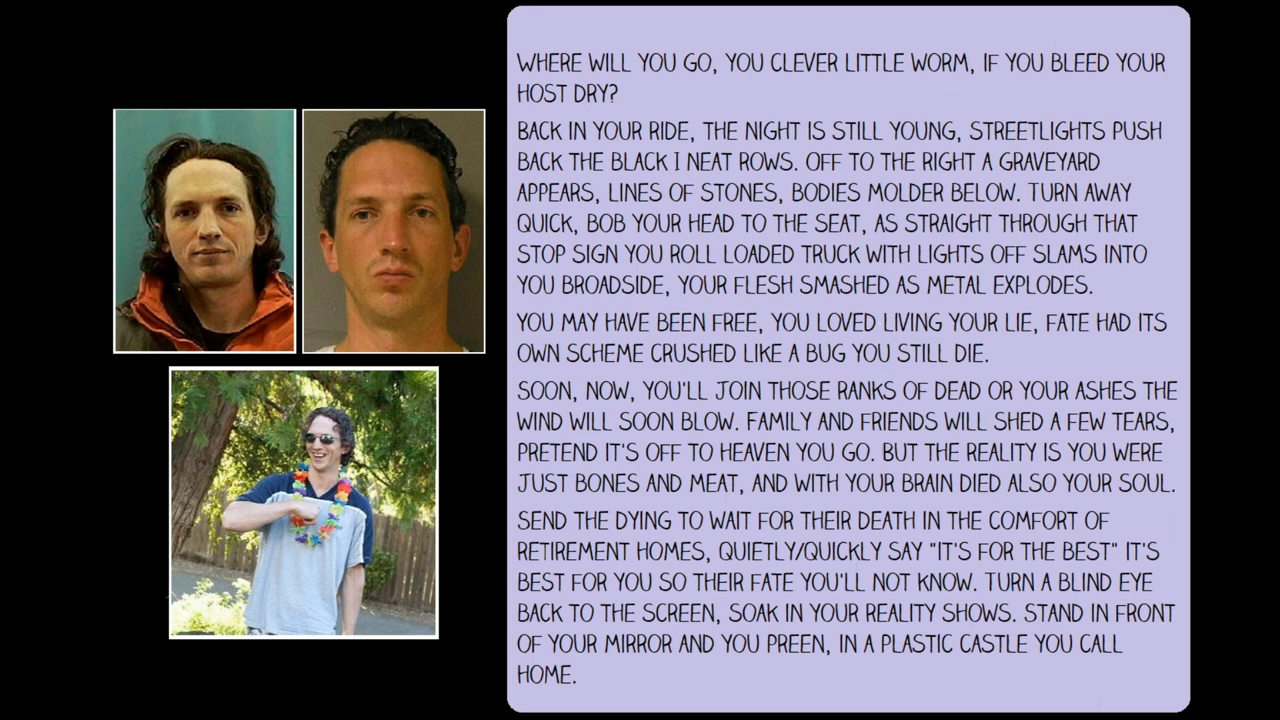 WHERE WILL YOU GO, YOU CLEVER LITTLE WORM, IF YOU BLEED YOUR
HOST DRY?
BACK IN YOUR RIDE, THE NIGHT IS STILL YOUNG, STREETLIGHTS PUSH
BACK THE BLACK I NEAT ROWS. OFF TO THE RIGHT A GRAVEYARD
APPEARS, LINES OF STONES, BODIES MOLDER BELOW. TURN AWAY
QUICK, BOB YOUR HEAD TO THE SEAT, AS STRAIGHT THROUGH THAT
STOP SIGN YOU ROLL LOADED TRUCK WITH LIGHTS OFF SLAMS INTO
YOU BROADSIDE, YOUR FLESH SMASHED AS METAL EXPLODES.
YOU MAY HAVE BEEN FREE, YOU LOVED LIVING YOUR LIE, FATE HAD ITS
OWN SCHEME CRUSHED LIKE A BUG YOU STILL DIE.
SOON, NOW, YOU'LL JOIN THOSE RANKS OF DEAD OR YOUR ASHES THE
WIND WILL SOON BLOW. FAMILY AND FRIENDS WILL SHED A FEW TEARS,
PRETEND IT'S OFF TO HEAVEN YOU GO. BUT THE REALITY IS YOU WERE
JUST BONES AND MEAT, AND WITH YOUR BRAIN DIED ALSO YOUR SOUL.
SEND THE DYING TO WAIT FOR THEIR DEATH IN THE COMFORT OF
RETIREMENT HOMES, QUIETLY/QUICKLY SAY "IT'S FOR THE BEST" IT'S
BEST FOR YOU SO THEIR FATE YOU'LL NOT KNOW. TURN A BLIND EYE
BACK TO THE SCREEN, SOAK IN YOUR REALITY SHOWS. STAND IN FRONT
OF YOUR MIRROR AND YOU PREEN, IN A PLASTIC CASTLE YOU CALL
HOME.